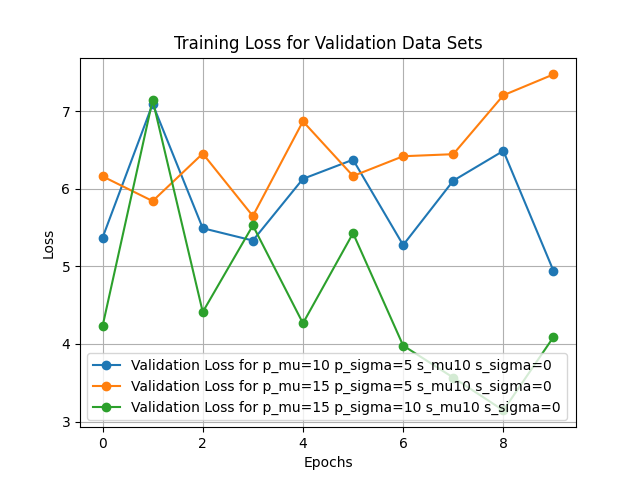 Training Loss for Validation Data Sets
Loss
7
6
5
4
3
Validation Loss for p_mu=10 p_sigma=5 s_mu10 s_sigma=0
Validation Loss for p_mu=15 p_sigma=5 s_mu10 s_sigma=0
Validation Loss for p_mu=15 p_sigma=10 s_mu10 s_sigma=0
0 2 4 6 8
Epochs